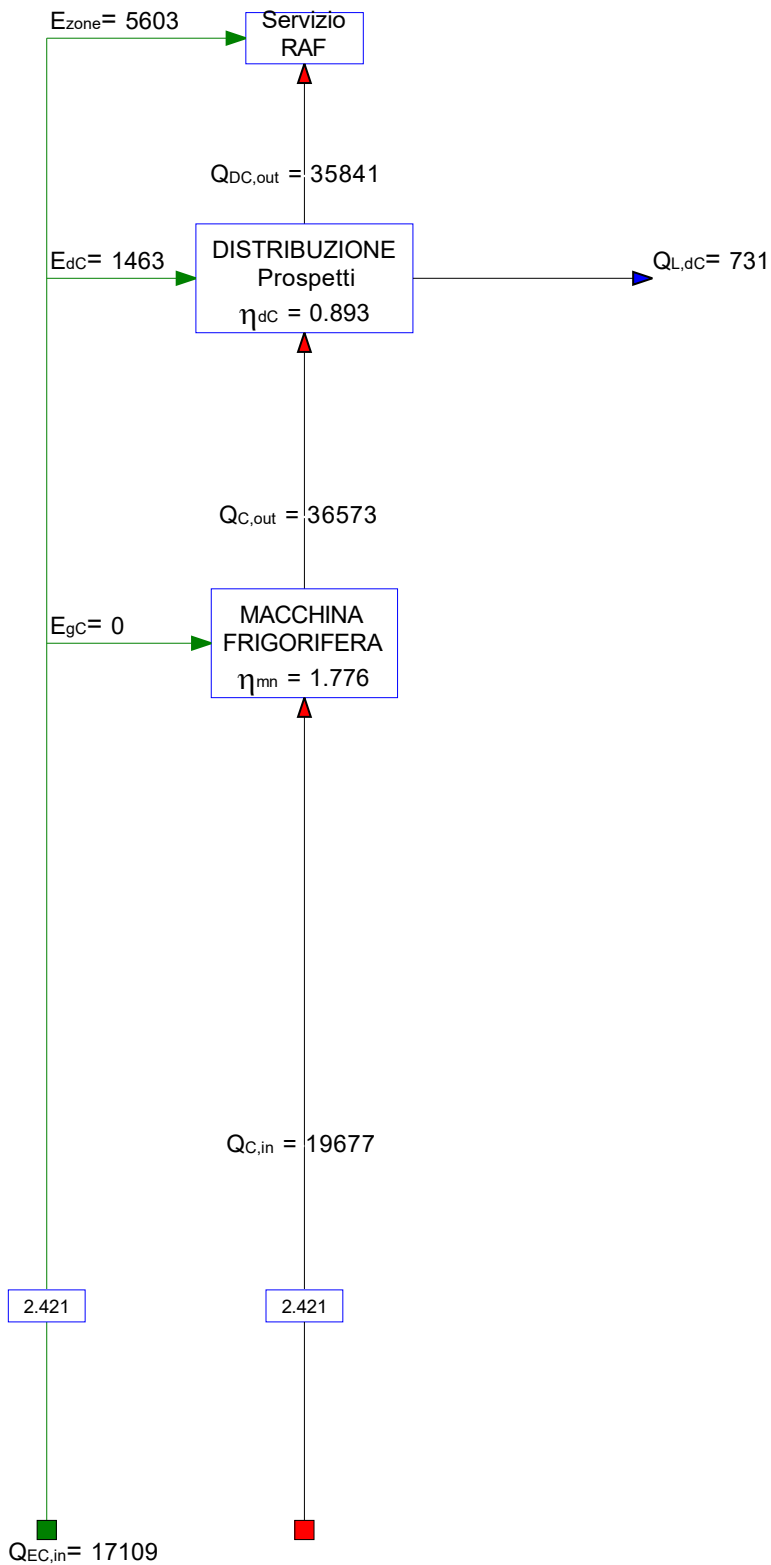 Ezone= 5603
Servizio
RAF
QDC,out = 35841
EdC= 1463
DISTRIBUZIONE
Prospetti
ηdC = 0.893
QL,dC= 731
QC,out = 36573
EgC= 0
MACCHINA
FRIGORIFERA
ηmn = 1.776
QC,in = 19677
2.421
2.421
QEC,in= 17109